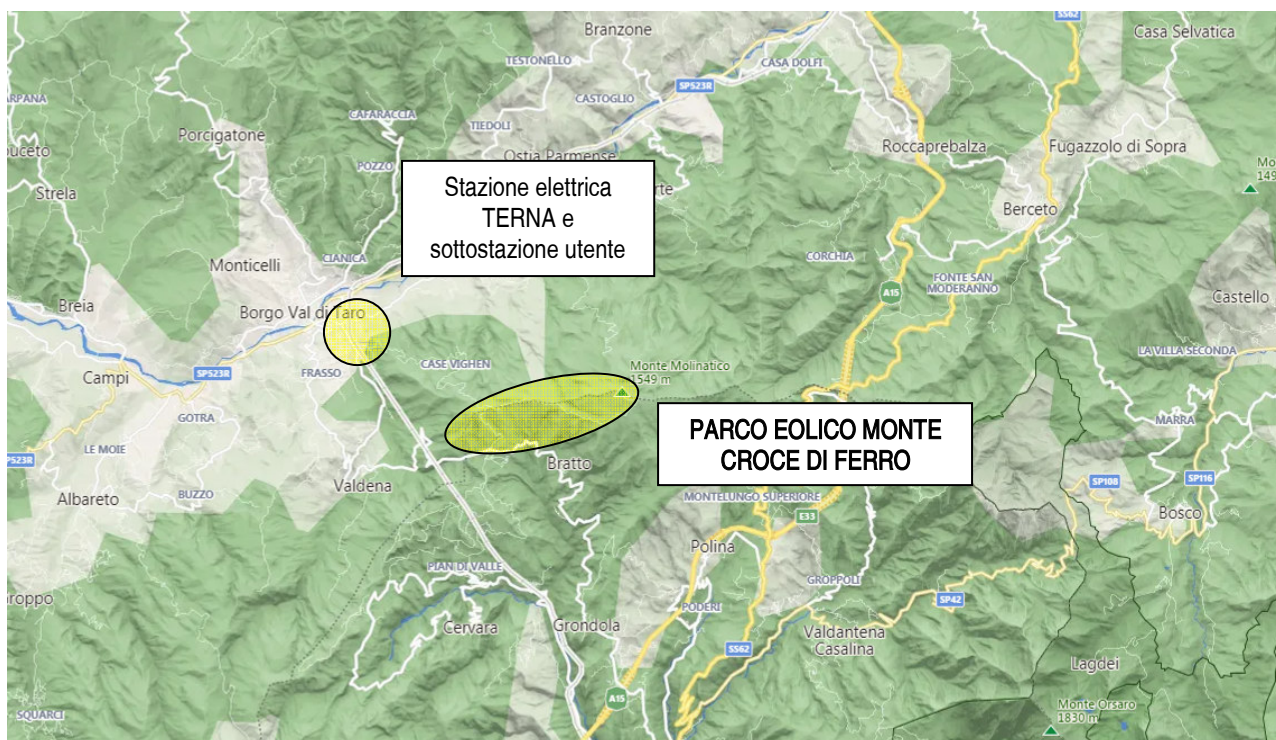 SS62
Branzone
Casa Selvatica
TESTONELLO
CASA DOLFI
SP523R
CASTOGLIO
CAFARACCIA
TIEDOLI
Porcigatone
Roccaprebalza
Fugazzolo di Sopra
Ostia Parmense
POZZO
Strela
Stazione elettrica
TERNA e
sottostazione utente
Berceto
CIANICA
Monticelli
CORCHIA
FONTE SAN
MODERANNO
A15
Castello
Breia
Borgo Val di Taro
LA VILLA SECONDA
CASE VIGHEN
Monte Molinatico
1549 m
FRASSO
SP523R
Campi
GOTRA
MARRA
PARCO EOLICO MONTE
CROCE DI FERRO
LE MOIE
SP523R
Bratto
Valdena
BUZZO
Albareto
MONTELUNGO SUPERIORE
SP108
SP116
Bosco
E33
Polina
PIAN DI VALLE
GROPPOLI
SP42
PODERI
Cervara
Grondola
Valdantena
Casalina
SS62
Lagdei
A15
Monte Orsaro
1830 m
SQUARCI